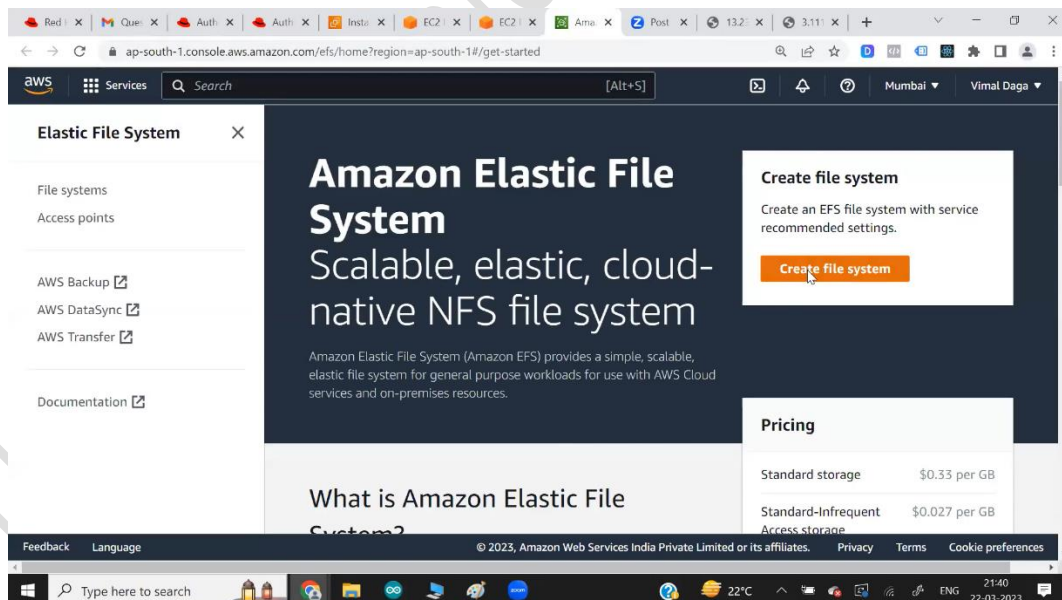 Red
Ques
Auth
Auth
Insta
EC2
EC2
Ama
Post
13.2
3.111
ap-south-1.console.aws.amazon.com/efs/home?region=ap-south-1#/get-started
aws
Services
Search
[Alt+S]
Mumbai
Vimal Daga
Elastic File System
File systems
Access points
AWS Backup
AWS DataSync
AWS Transfer
Documentation
Amazon Elastic File
System
Scalable, elastic, cloud-
native NFS file system
Amazon Elastic File System (Amazon EFS) provides a simple, scalable,
elastic file system for general purpose workloads for use with AWS Cloud
services and on-premises resources.
Create file system
Create an EFS file system with service
recommended settings.
Create file system
Pricing
Standard storage $0.33 per GB
Standard-Infrequent $0.027 per GB
Access storage
What is Amazon Elastic File
System?
Feedback Language
© 2023, Amazon Web Services India Private Limited or its affiliates. Privacy Terms Cookie preferences
Type here to search
zoom
22°C
ENG
21:40
22-03-2023